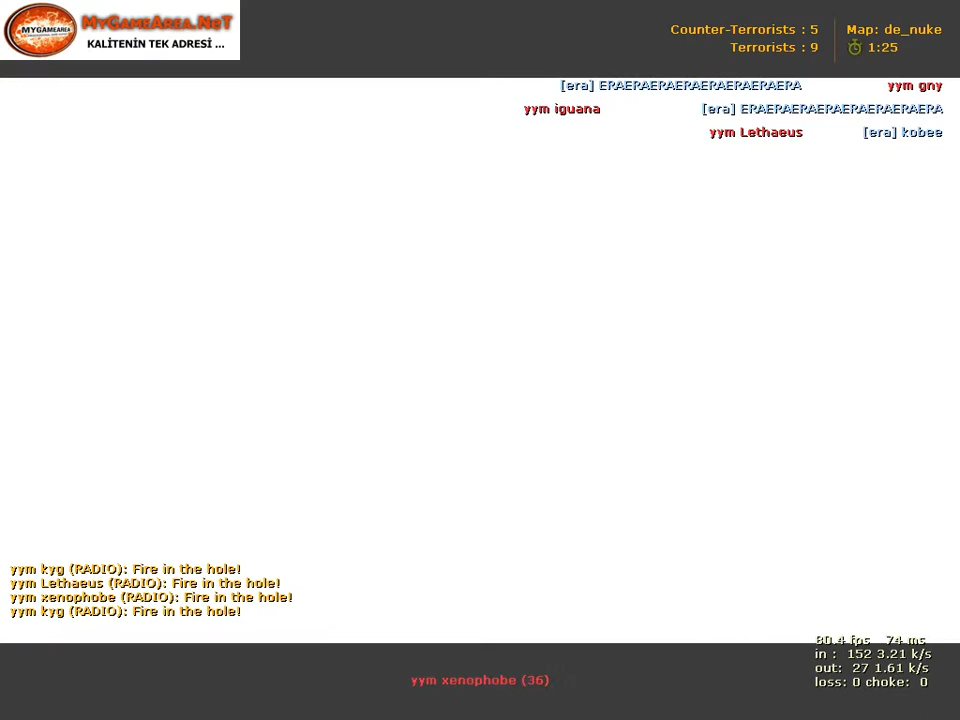 MYGAMEAREA
MyGameArea.NeT
KALİTENİN TEK ADRESİ ...
Counter-Terrorists : 5
Map: de_nuke
Terrorists : 9
1:25
[era] ERAERAERAERAERAERAERAERA yym gny
yym iguana [era] ERAERAERAERAERAERAERAERA
yym Lethaeus [era] kobee
yym kyg (RADIO): Fire in the hole!
yym Lethaeus (RADIO): Fire in the hole!
yym xenophobe (RADIO): Fire in the hole!
yym kyg (RADIO): Fire in the hole!
80.4 fps 74 ms
in : 152 3.21 k/s
out: 27 1.61 k/s
loss: 0 choke: 0
yym xenophobe (36)